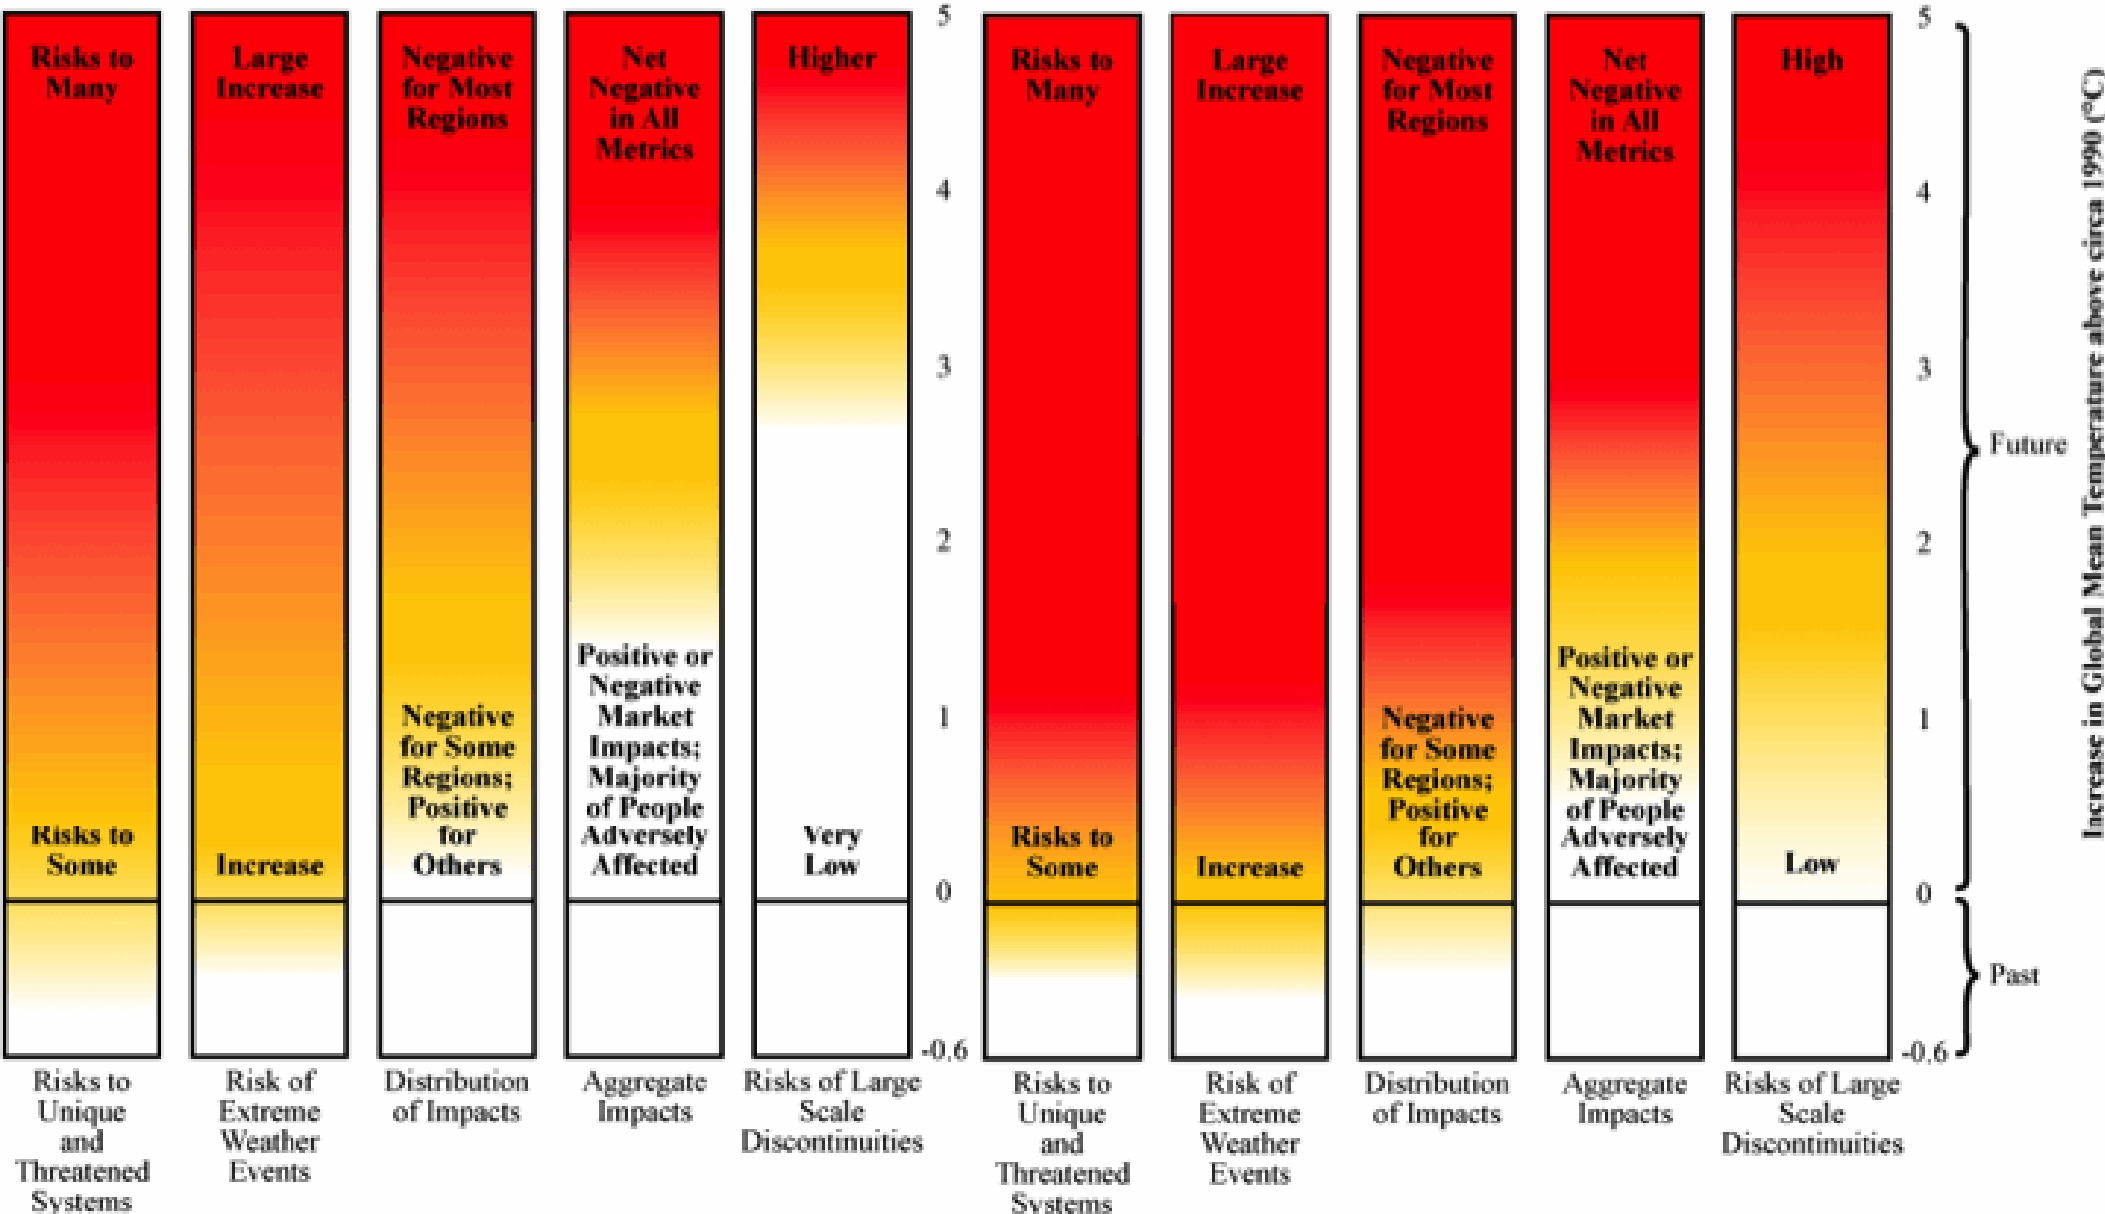 Risks to
Many
Risks to
Some
Large
Increase
Increase
Negative
for Most
Regions
Negative
for Some
Regions;
Positive
for
Others
Net
Negative
in All
Metrics
Positive or
Negative
Market
Impacts;
Majority
of People
Adversely
Affected
Higher
Very
Low
5
4
3
2
1
0
-0.6
Risks to
Unique
and
Threatened
Systems
Risk of
Extreme
Weather
Events
Distribution
of Impacts
Aggregate
Impacts
Risks of Large
Scale
Discontinuities
Risks to
Many
Risks to
Some
Large
Increase
Increase
Negative
for Most
Regions
Negative
for Some
Regions;
Positive
for
Others
Net
Negative
in All
Metrics
Positive or
Negative
Market
Impacts;
Majority
of People
Adversely
Affected
High
Low
5
4
3
2
1
0
-0.6
Risks to
Unique
and
Threatened
Systems
Risk of
Extreme
Weather
Events
Distribution
of Impacts
Aggregate
Impacts
Risks of Large
Scale
Discontinuities
Future
Past
Increase in Global Mean Temperature above circa 1990 (°C)